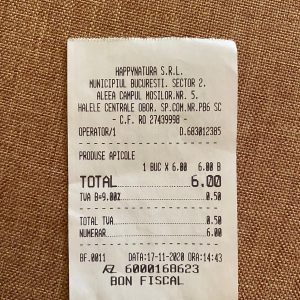 HAPPYNATURA S.R.L.
MUNICIPIUL BUCURESTI. SECTOR 2.
ALEEA CAMPUL MOSILOR.NR. 5.
HALELE CENTRALE OBOR. SP.COM.NR.PB6 SC
- C.F. RO 27439998 -
OPERATOR/1 D.683012385
PRODUSE APICOLE
1 BUC X 6.00 6.00 B
TOTAL 6.00
TVA B=9.00% 0.50
TOTAL TVA 0.50
NUMERAR 6.00
BF.0011 DATA:17-11-2020 ORA:14:43
6000168623
BON FISCAL